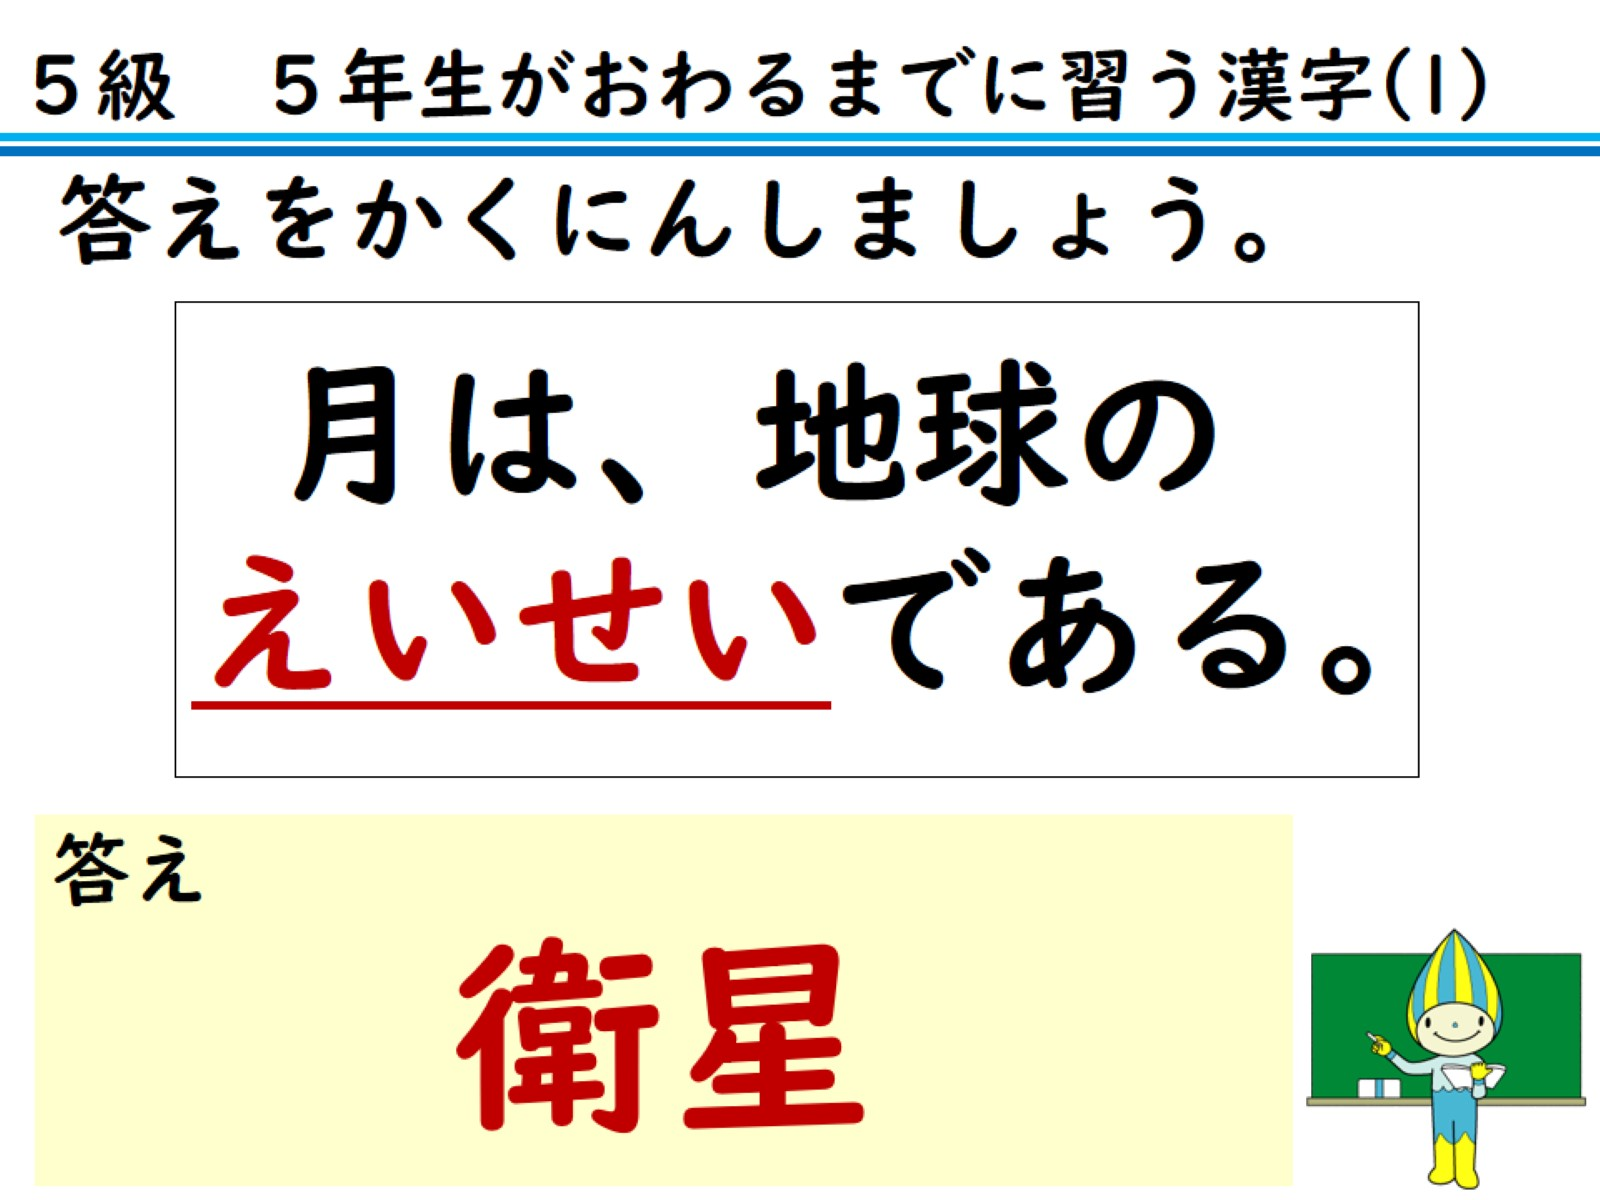 ５級　５年生がおわるまでに習う漢字(1)
答えをかくにんしましょう。
月は、地球の
えいせいである。
答え
衛星